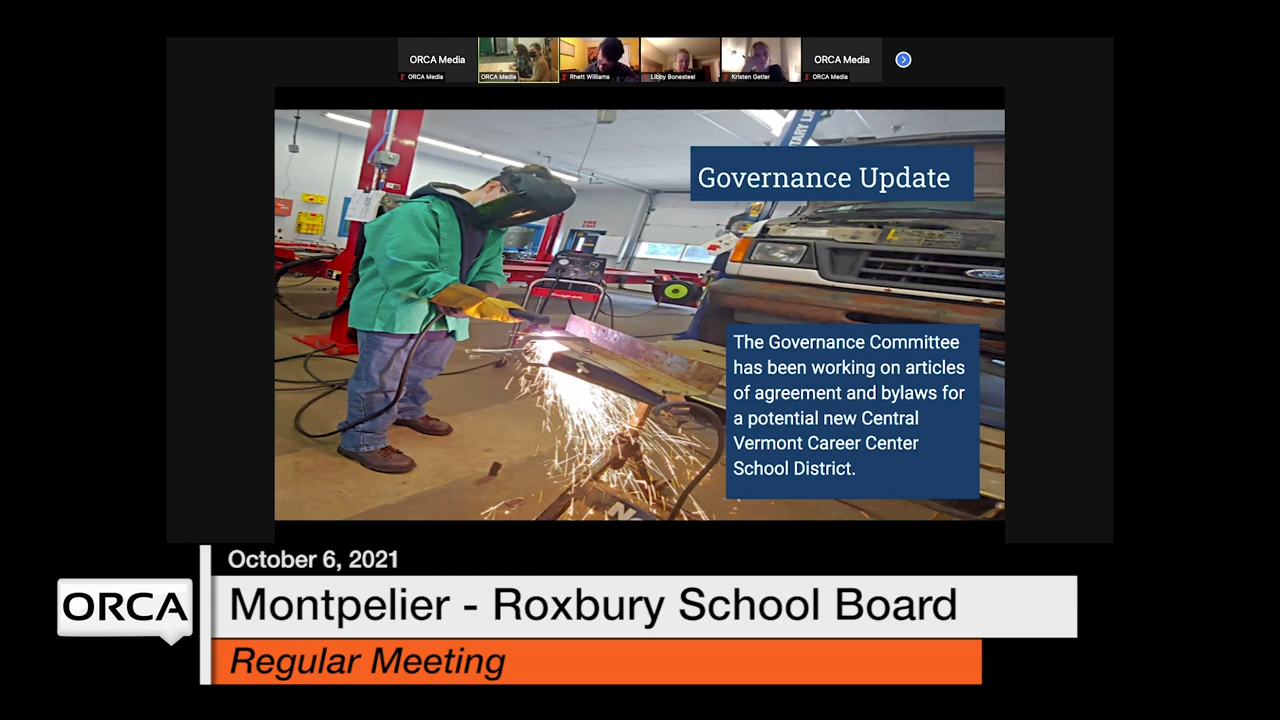 ORCA Media
ORCA Media
ORCA Media
ORCA Media
Rhett Williams
Libby Bonesteel
Kristen Getler
ORCA Media
Governance Update
The Governance Committee
has been working on articles
of agreement and bylaws for
a potential new Central
Vermont Career Center
School District.
October 6, 2021
ORCA
Montpelier - Roxbury School Board
Regular Meeting